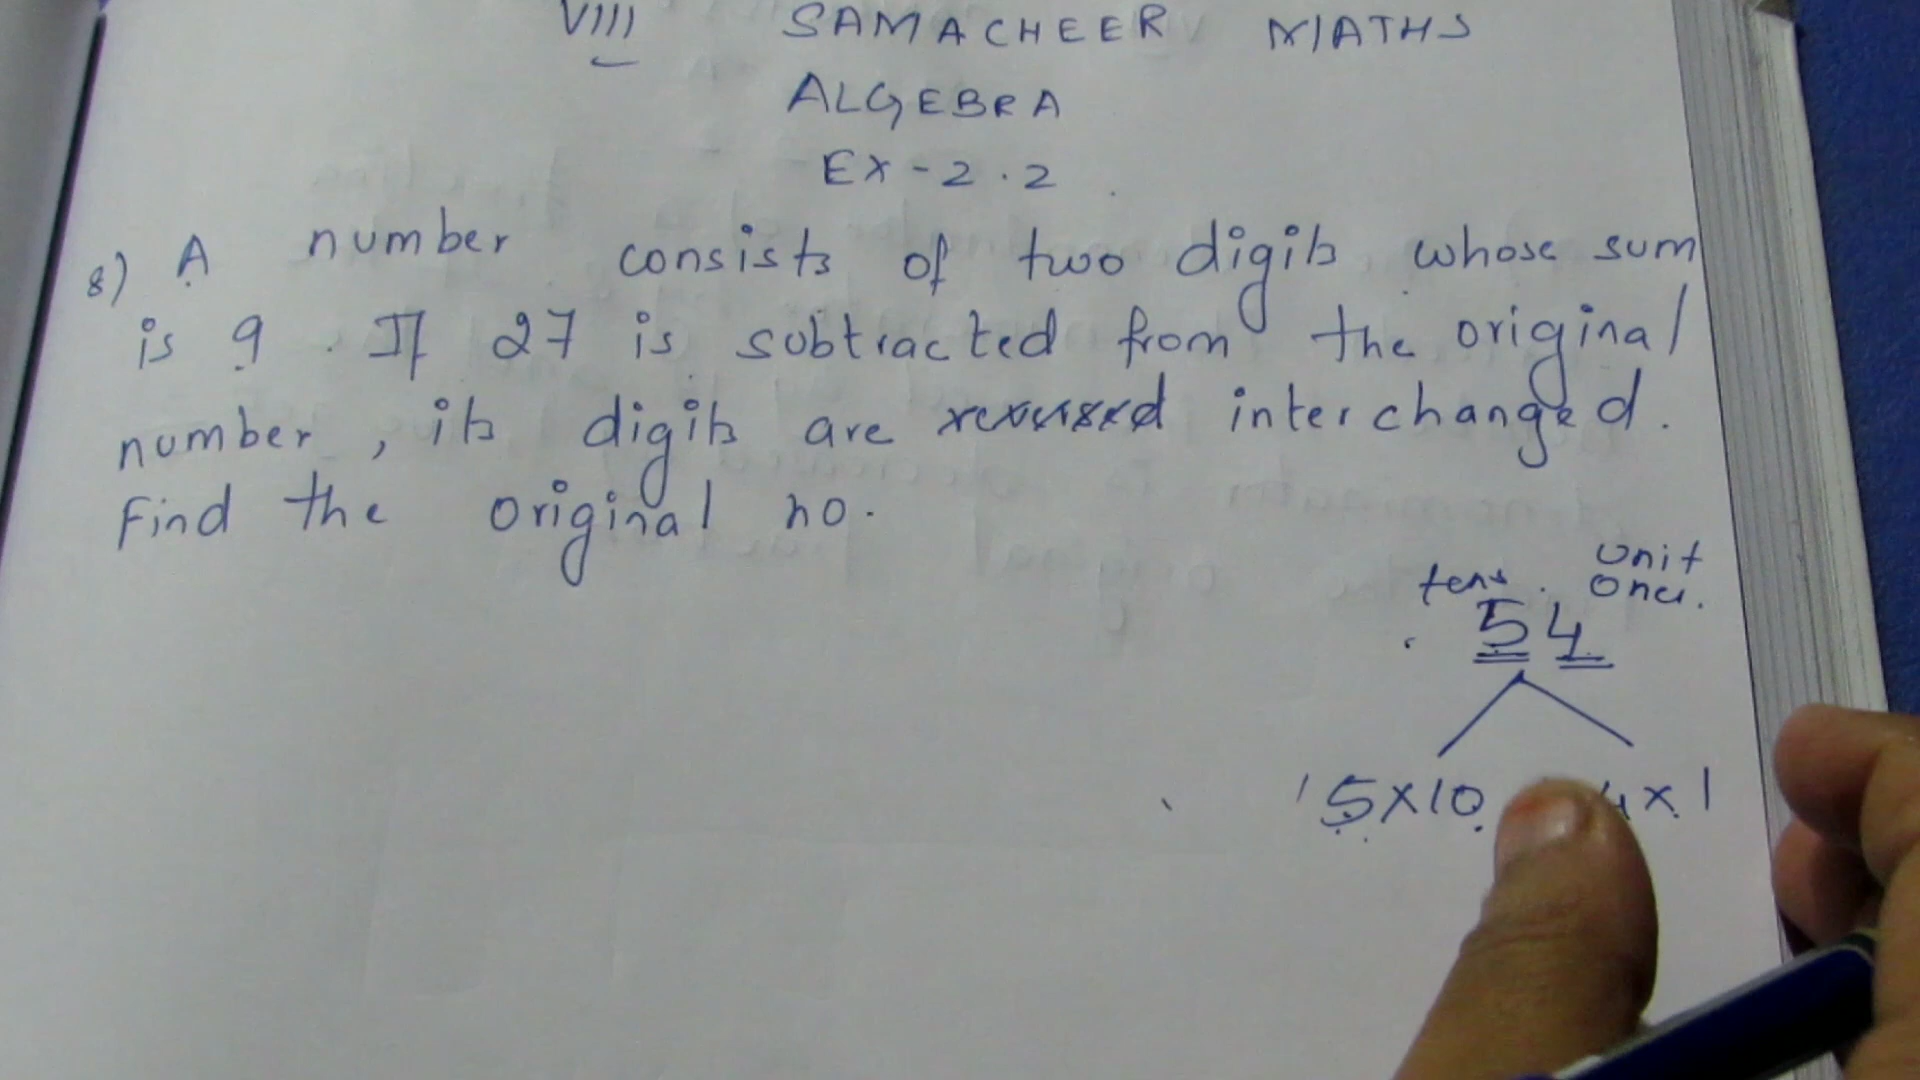 VIII SAMACHEER MATHS
ALGEBRA
EX - 2.2
8) A number consists of two digits whose sum
is 9. If 27 is subtracted from the original
number, its digits are reversed interchanged.
Find the original no.
tens unit
ones.
54
5×10 4×1